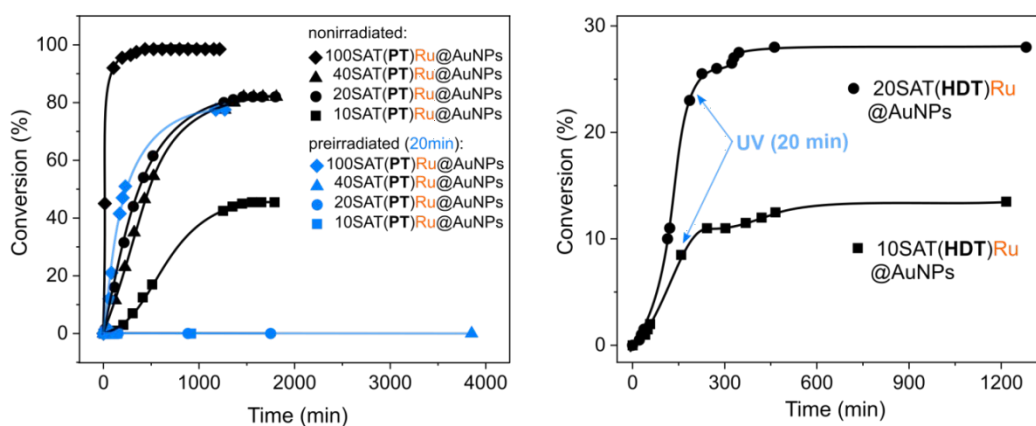 nonirradiated:
100SAT(PT)Ru@AuNPs
40SAT(PT)Ru@AuNPs
20SAT(PT)Ru@AuNPs
10SAT(PT)Ru@AuNPs
preirradiated (20min):
100SAT(PT)Ru@AuNPs
40SAT(PT)Ru@AuNPs
20SAT(PT)Ru@AuNPs
10SAT(PT)Ru@AuNPs
Conversion (%)
100
80
60
40
20
0
0 1000 2000 3000 4000
Time (min)
Conversion (%)
30
20
10
0
20SAT(HDT)Ru
@AuNPs
UV (20 min)
10SAT(HDT)Ru
@AuNPs
0 300 600 900 1200
Time (min)